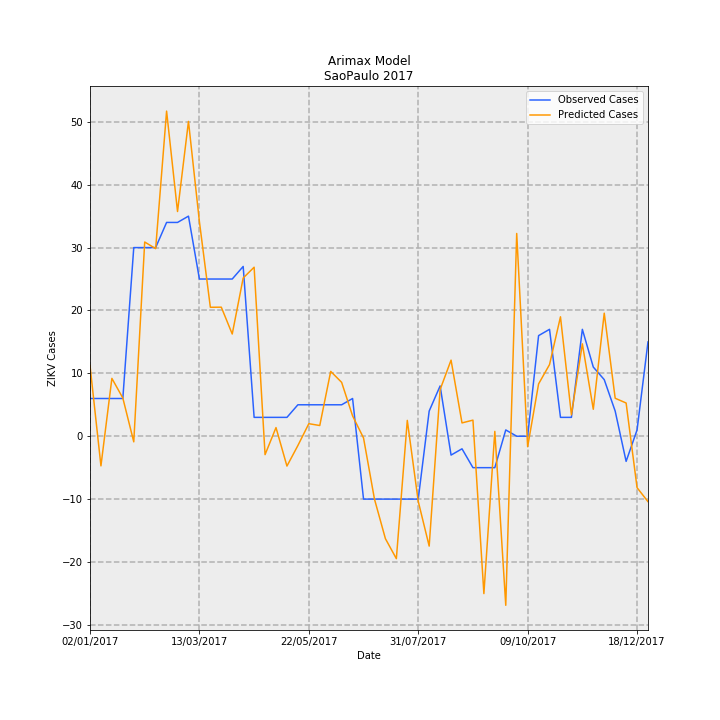 Arimax Model
SaoPaulo 2017
Observed Cases
Predicted Cases
ZIKV Cases
50
40
30
20
10
0
−10
−20
−30
02/01/2017 13/03/2017 22/05/2017 31/07/2017 09/10/2017 18/12/2017
Date